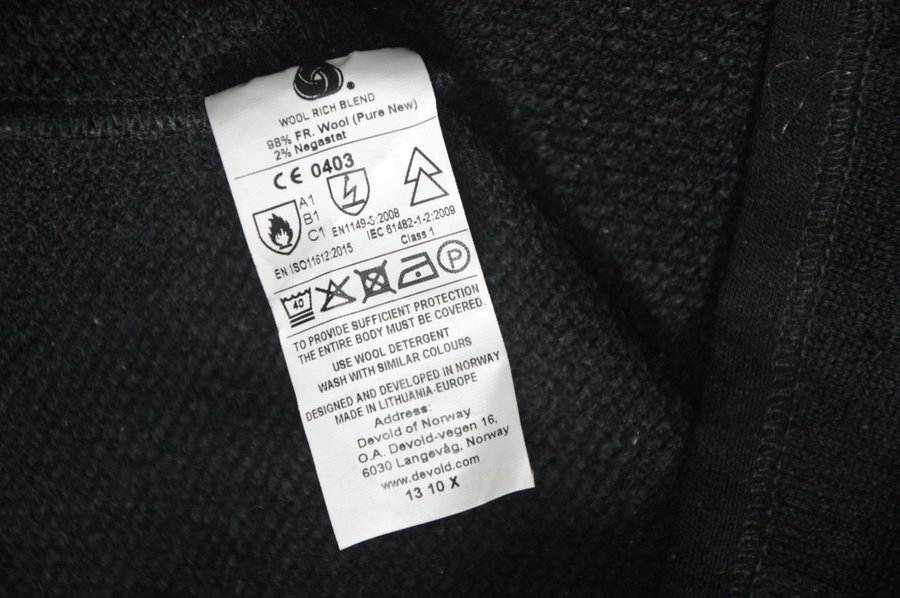 WOOL RICH BLEND
98% FR. Wool (Pure New)
2% Negastat
CE 0403
A1
B1
C1
EN1149-5:2008
EN ISO11612:2015
IEC 61482-1-2:2009
Class 1
40
P
TO PROVIDE SUFFICIENT PROTECTION
THE ENTIRE BODY MUST BE COVERED.
USE WOOL DETERGENT
WASH WITH SIMILAR COLOURS
DESIGNED AND DEVELOPED IN NORWAY
MADE IN LITHUANIA-EUROPE
Address:
Devold of Norway
O.A. Devold-vegen 16,
6030 Langevåg, Norway
www.devold.com
13 10 X